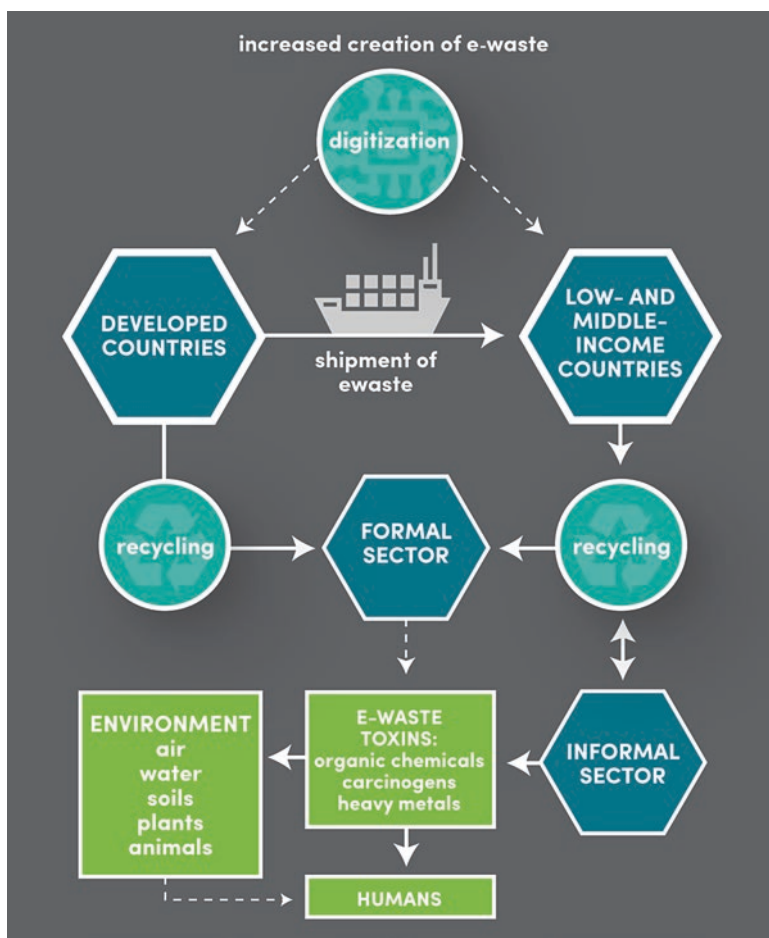 increased creation of e-waste
digitization
DEVELOPED
COUNTRIES
shipment of
ewaste
LOW- AND
MIDDLE-
INCOME
COUNTRIES
recycling
FORMAL
SECTOR
recycling
ENVIRONMENT
air
water
soils
plants
animals
E-WASTE
TOXINS:
organic chemicals
carcinogens
heavy metals
INFORMAL
SECTOR
HUMANS